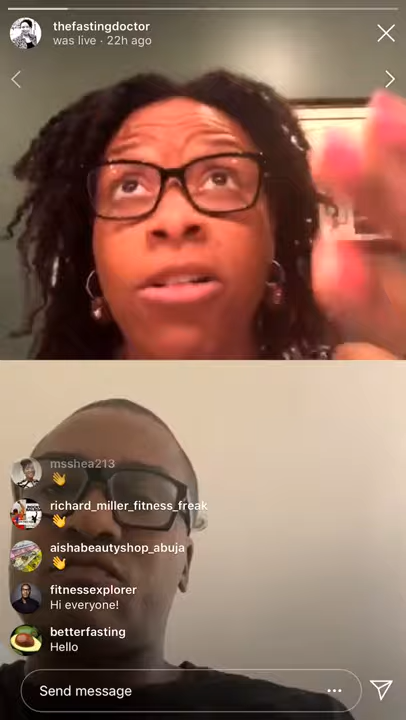 thefastingdoctor
was live · 22h ago
msshea213
👋
richard_miller_fitness_freak
👋
aishabeautyshop_abuja
👋
fitnessexplorer
Hi everyone!
betterfasting
Hello
Send message